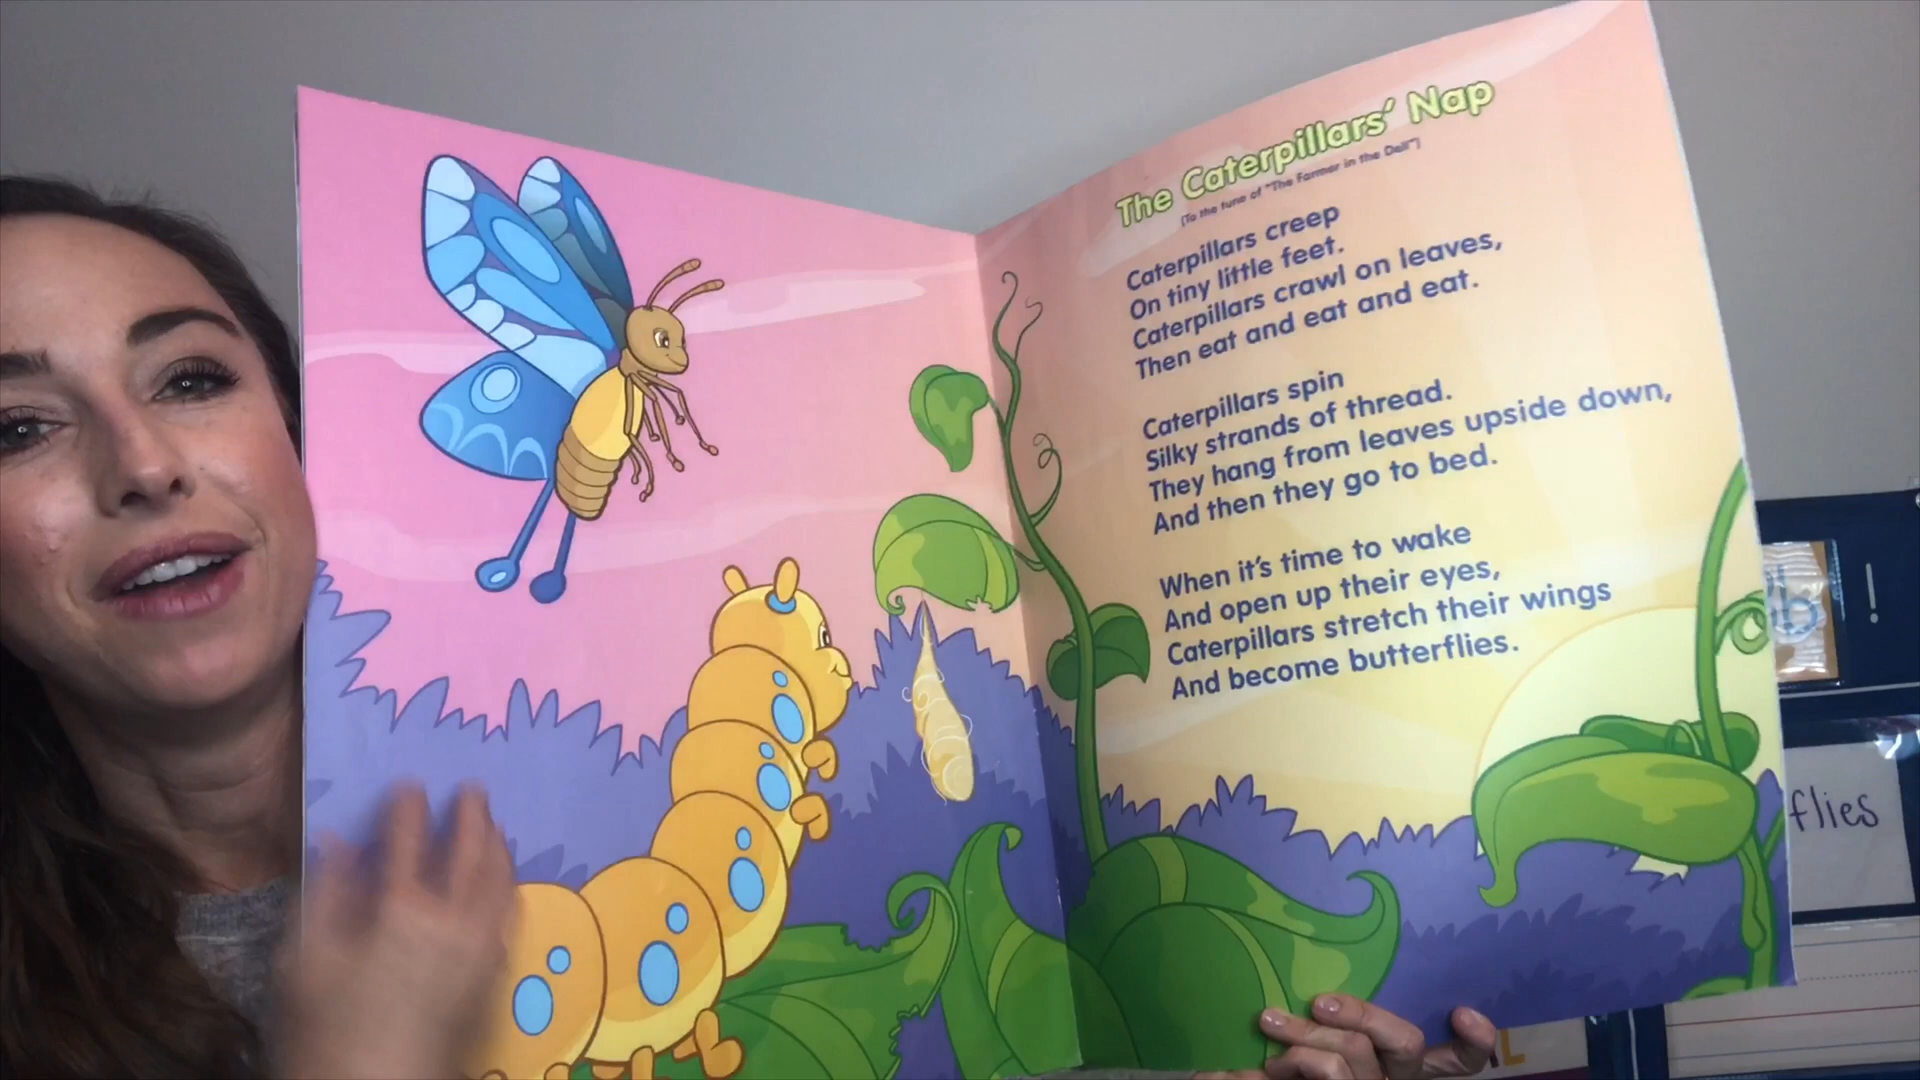 The Caterpillars' Nap
(To the tune of "The Farmer in the Dell")
Caterpillars creep
On tiny little feet.
Caterpillars crawl on leaves,
Then eat and eat and eat.
Caterpillars spin
Silky strands of thread.
They hang from leaves upside down,
And then they go to bed.
When it's time to wake
And open up their eyes,
Caterpillars stretch their wings
And become butterflies.
!
flies